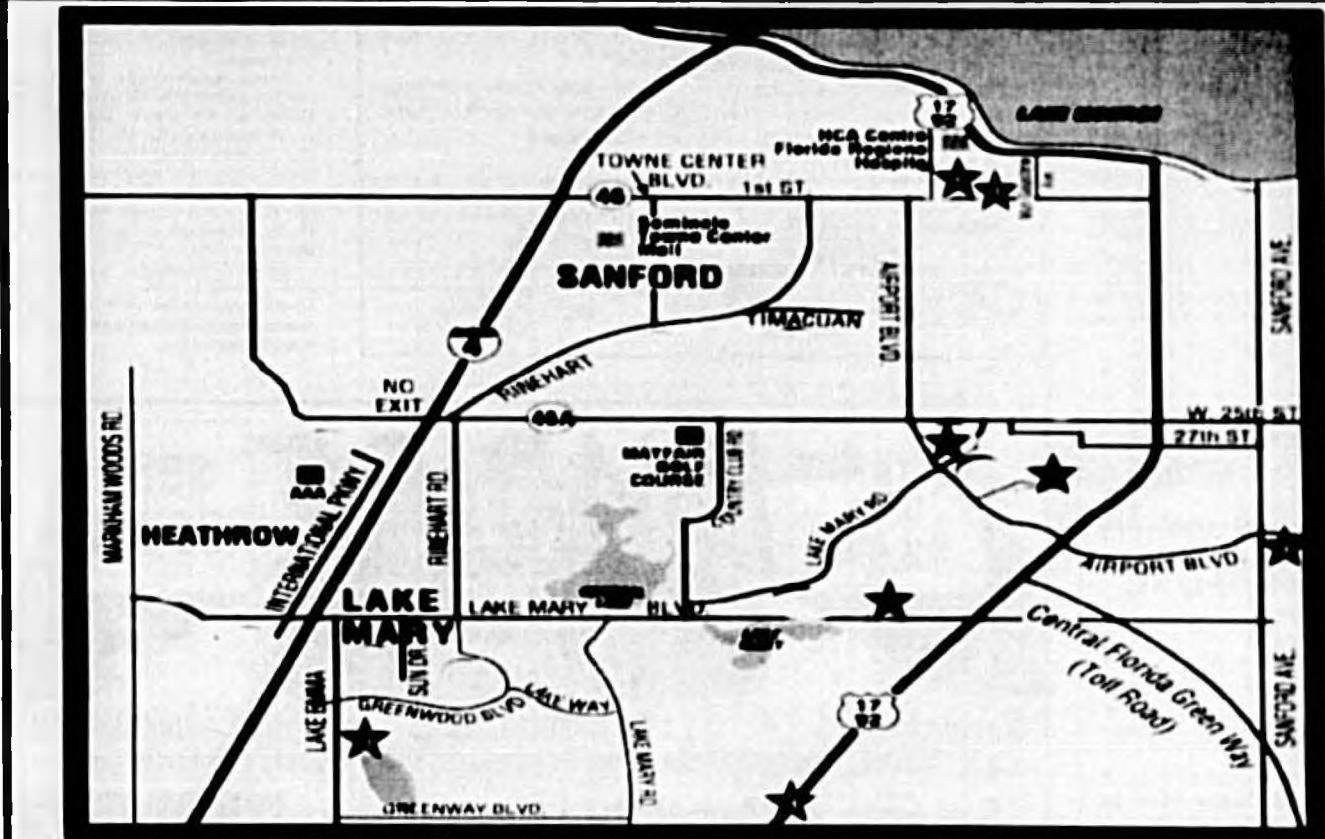 17
92
HCA Central
Florida Regional
Hospital
TOWNE CENTER
BLVD.
1st ST.
46
Seminole
Towne Center
Mall
SANFORD
AIRPORT BLVD.
SANFORD AVE.
TIMACUAN
4
RINEHART
NO
EXIT
46A
W. 25th ST
27th ST
MARKHAM WOODS RD.
AAA
MAYFAIR
GOLF
COURSE
COUNTRY CLUB RD
HEATHROW
INTERNATIONAL PKWY
RINEHART RD.
LAKE MARY RD
AIRPORT BLVD.
LAKE
MARY
LAKE MARY BLVD.
Central Florida Green Way
(Toll Road)
SUN DR.
LAKE EMMA
GREENWOOD BLVD
LAKE WAY
LAKE MARY RD
17
92
SANFORD AVE.
GREENWAY BLVD.